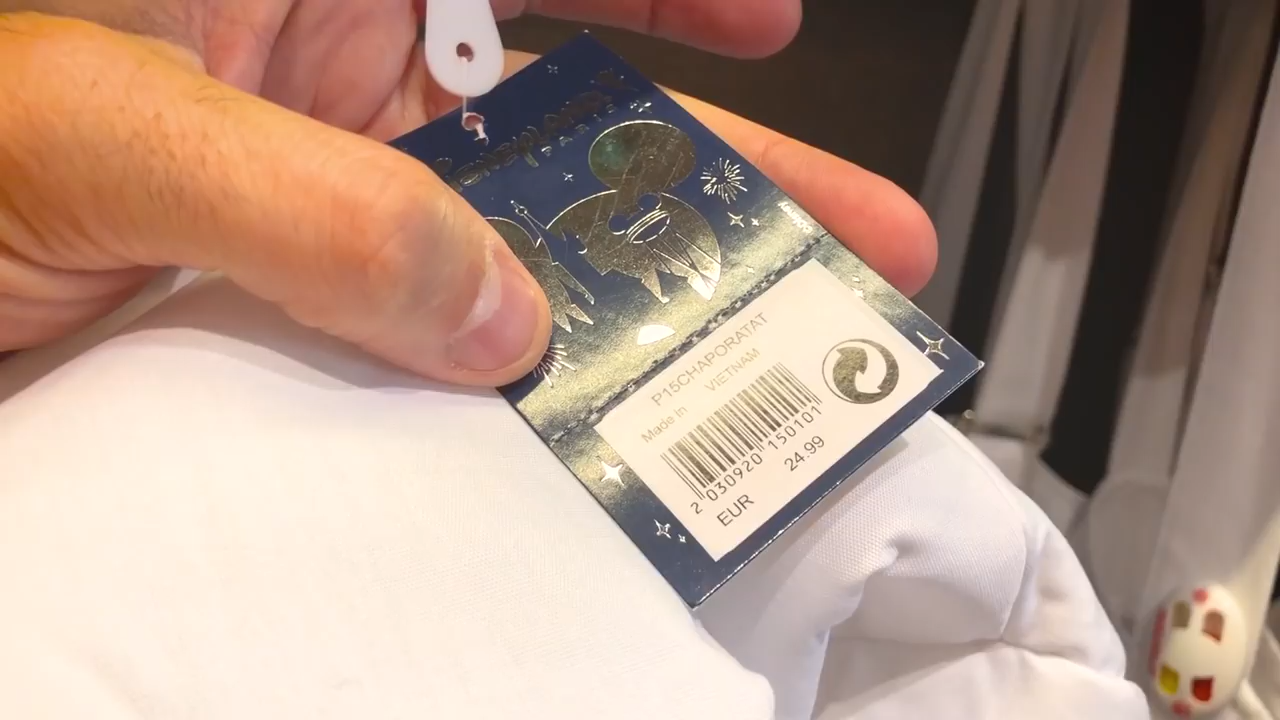 PARIS
P15CHAPORATAT
Made in VIETNAM
2 030920 150101
EUR 24.99